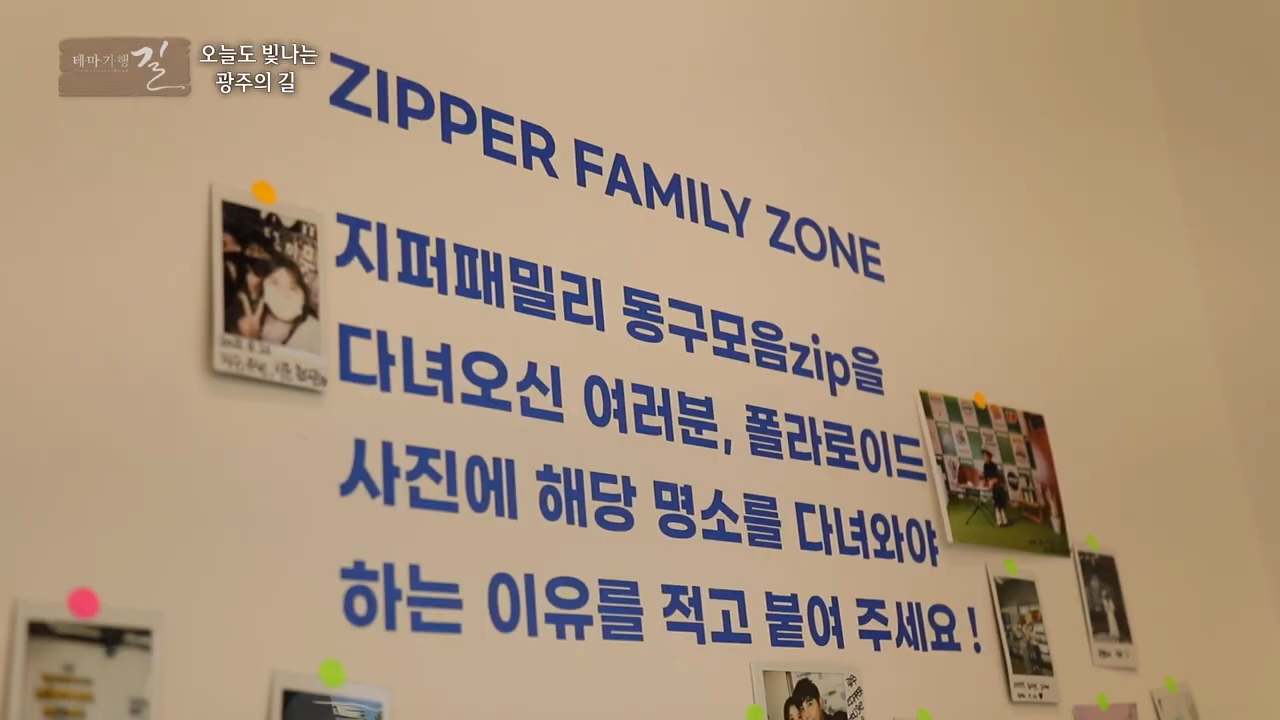 테마기행 길
오늘도 빛나는
광주의 길
ZIPPER FAMILY ZONE
지퍼패밀리 동구모음zip을
다녀오신 여러분, 폴라로이드
사진에 해당 명소를 다녀와야
하는 이유를 적고 붙여 주세요!